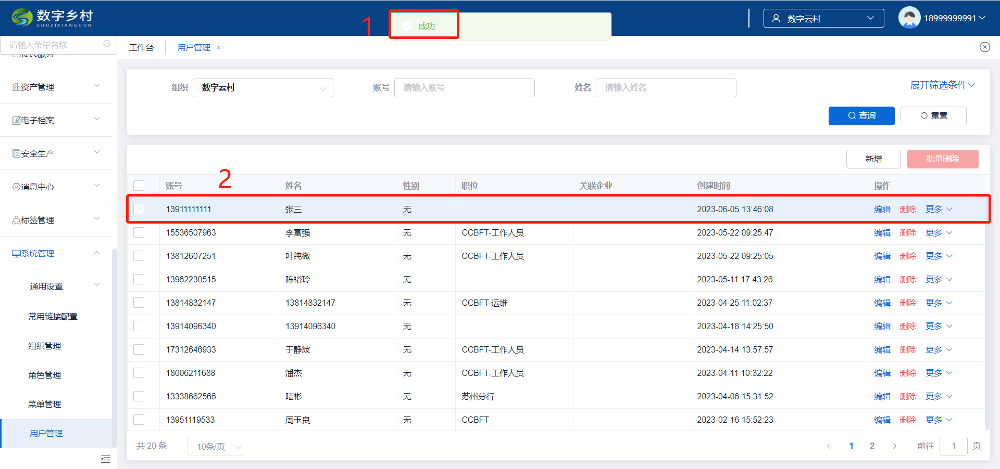 数字乡村
SHUZIXIANGCUN
1
成功
数字云村
18999999991
请输入菜单名称
便民服务
资产管理
电子档案
安全生产
消息中心
标签管理
系统管理
通用设置
常用链接配置
组织管理
角色管理
菜单管理
用户管理
工作台
用户管理 ×
组织 数字云村
账号 请输入账号
姓名 请输入姓名
展开筛选条件
查询
重置
新增
批量删除
2
账号 姓名 性别 职位 关联企业 创建时间 操作
13911111111 张三 无 2023-06-05 13:46:08 编辑 删除 更多
15536507963 李富强 无 CCBFT-工作人员 2023-05-22 09:25:47 编辑 删除 更多
13812607251 叶纯微 无 CCBFT-工作人员 2023-05-22 09:25:05 编辑 删除 更多
13962230515 陈裕玲 无 2023-05-11 17:43:26 编辑 删除 更多
13814832147 13814832147 无 CCBFT-运维 2023-04-25 11:02:37 编辑 删除 更多
13914096340 13914096340 无 2023-04-18 14:25:50 编辑 删除 更多
17312646933 于静波 无 CCBFT-工作人员 2023-04-14 13:57:57 编辑 删除 更多
18006211688 潘杰 无 CCBFT-工作人员 2023-04-11 10:32:22 编辑 删除 更多
13338662566 陆彬 无 苏州分行 2023-04-06 15:31:52 编辑 删除 更多
13951119533 周玉良 无 CCBFT 2023-02-16 15:52:23 编辑 删除 更多
共 20 条 10条/页 1 2 前往 1 页